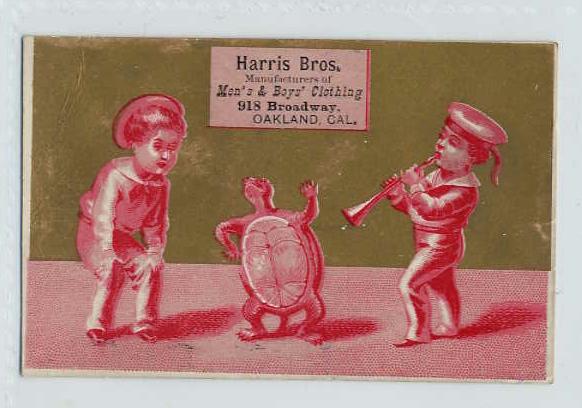 Harris Bros.
Manufacturers of
Men's & Boys' Clothing
918 Broadway.
OAKLAND, CAL.